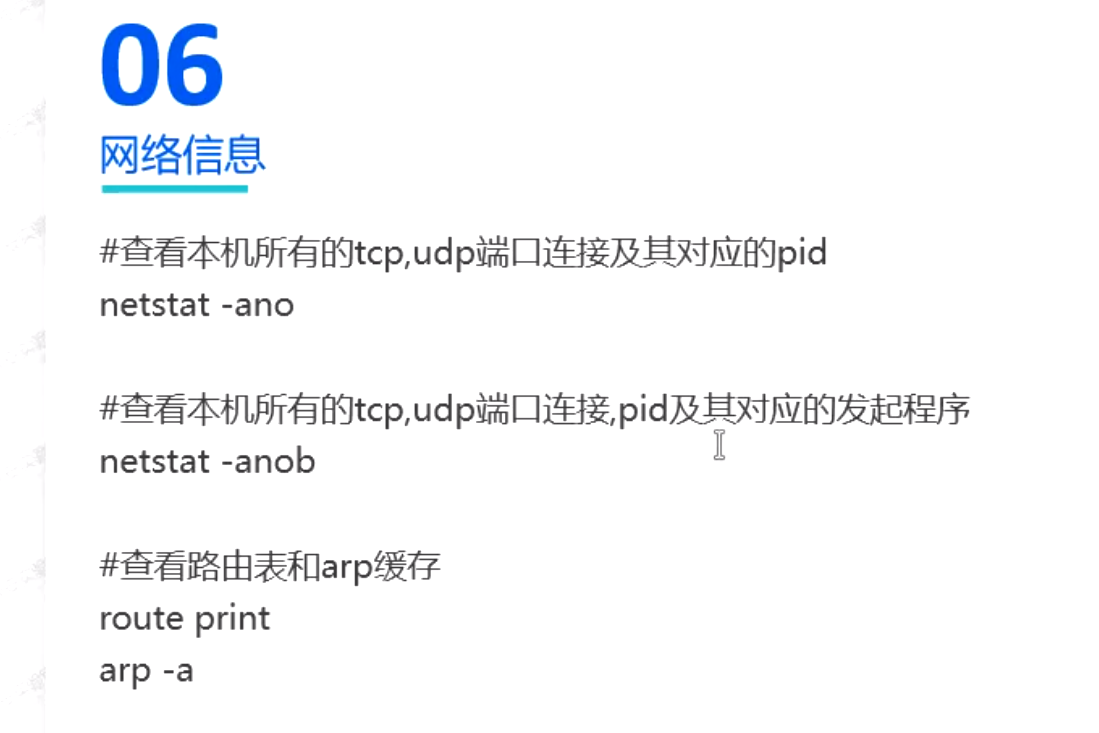 06
网络信息
#查看本机所有的tcp,udp端口连接及其对应的pid
netstat -ano
#查看本机所有的tcp,udp端口连接,pid及其对应的发起程序
netstat -anob
#查看路由表和arp缓存
route print
arp -a